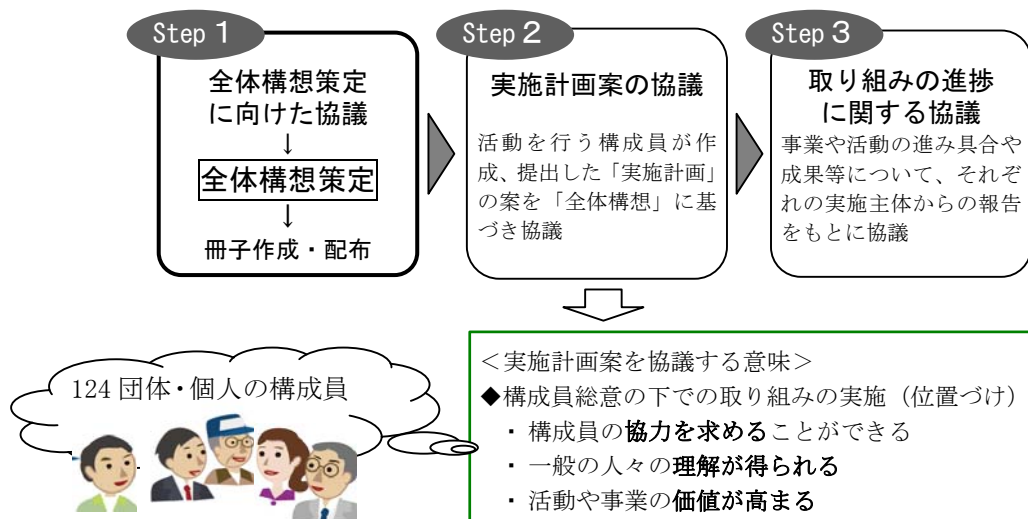 Step 1
全体構想策定
に向けた協議
↓
全体構想策定
↓
冊子作成・配布
Step 2
実施計画案の協議
活動を行う構成員が作
成、提出した「実施計画」
の案を「全体構想」に基
づき協議
Step 3
取り組みの進捗
に関する協議
事業や活動の進み具合や
成果等について、それぞ
れの実施主体からの報告
をもとに協議
124 団体・個人の構成員
＜実施計画案を協議する意味＞
◆構成員総意の下での取り組みの実施（位置づけ）
・ 構成員の協力を求めることができる
・ 一般の人々の理解が得られる
・ 活動や事業の価値が高まる